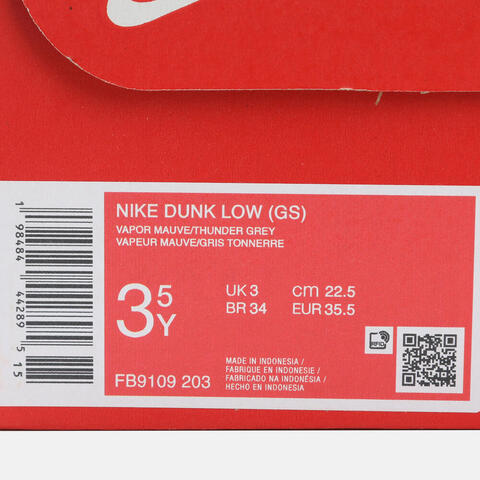 NIKE DUNK LOW (GS)
VAPOR MAUVE/THUNDER GREY
VAPEUR MAUVE/GRIS TONNERRE
3 5 Y
UK 3 cm 22.5
BR 34 EUR 35.5
RFID
FB9109 203
MADE IN INDONESIA /
FABRIQUE EN INDONESIE /
FABRICADO NA INDONÉSIA /
HECHO EN INDONESIA
1 98484 44289 5 15